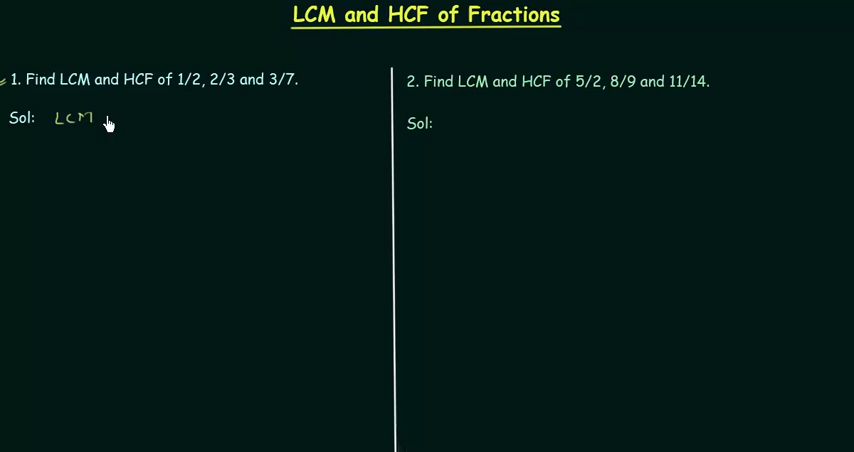 LCM and HCF of Fractions
1. Find LCM and HCF of 1/2, 2/3 and 3/7.
Sol: LCM
2. Find LCM and HCF of 5/2, 8/9 and 11/14.
Sol: